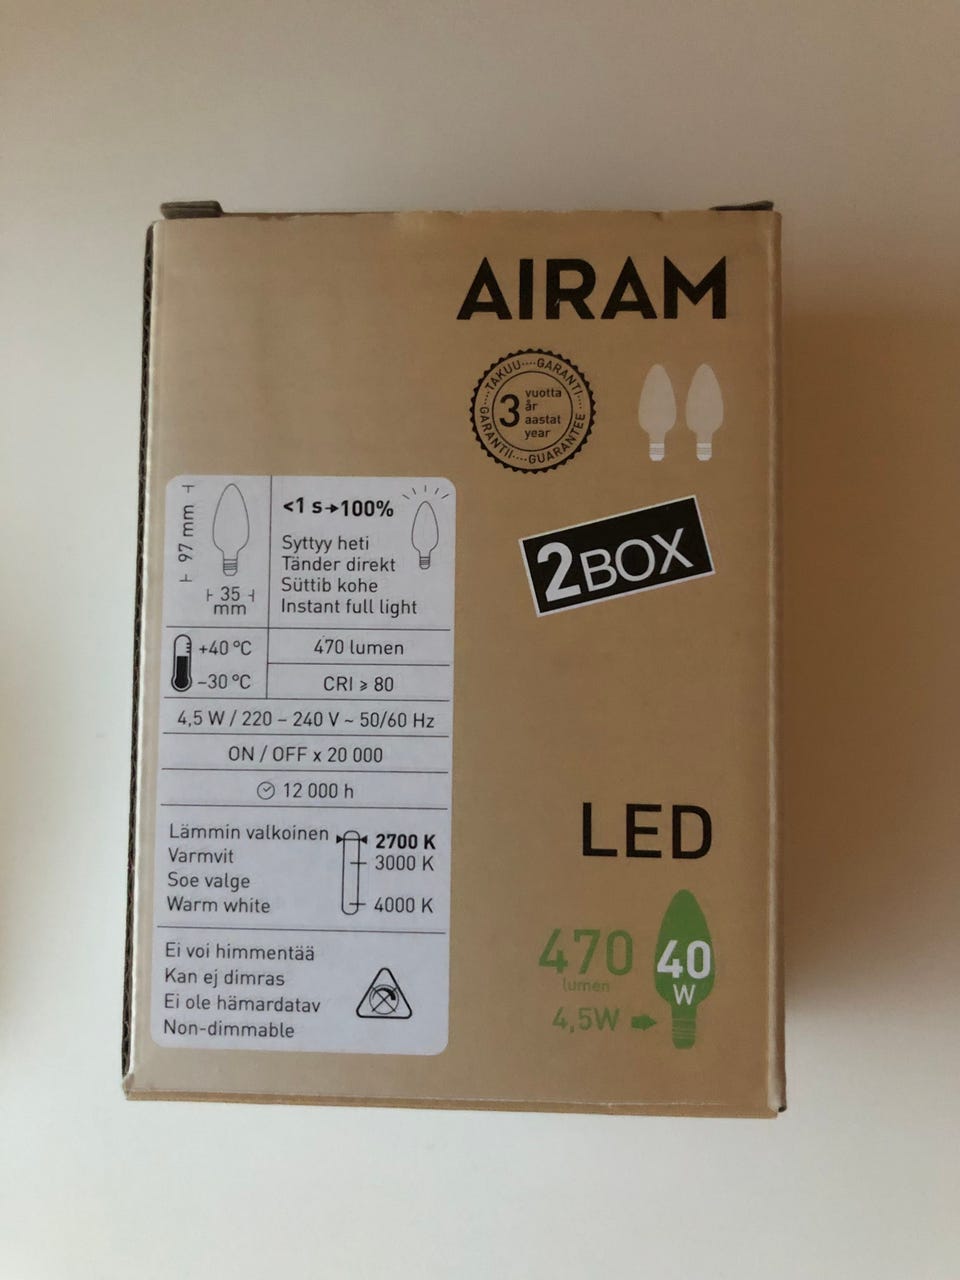 AIRAM
TAKUU····GARANTI····GUARANTEE····GARANTII····
3 vuotta
år
aastat
year
2BOX
97 mm
35
mm
<1 s→100%
Syttyy heti
Tänder direkt
Süttib kohe
Instant full light
+40 °C
−30 °C
470 lumen
CRI ≥ 80
4,5 W / 220 – 240 V ~ 50/60 Hz
ON / OFF x 20 000
12 000 h
Lämmin valkoinen
Varmvit
Soe valge
Warm white
2700 K
3000 K
4000 K
Ei voi himmentää
Kan ej dimras
Ei ole hämardatav
Non-dimmable
LED
470
lumen
4,5W
40
W